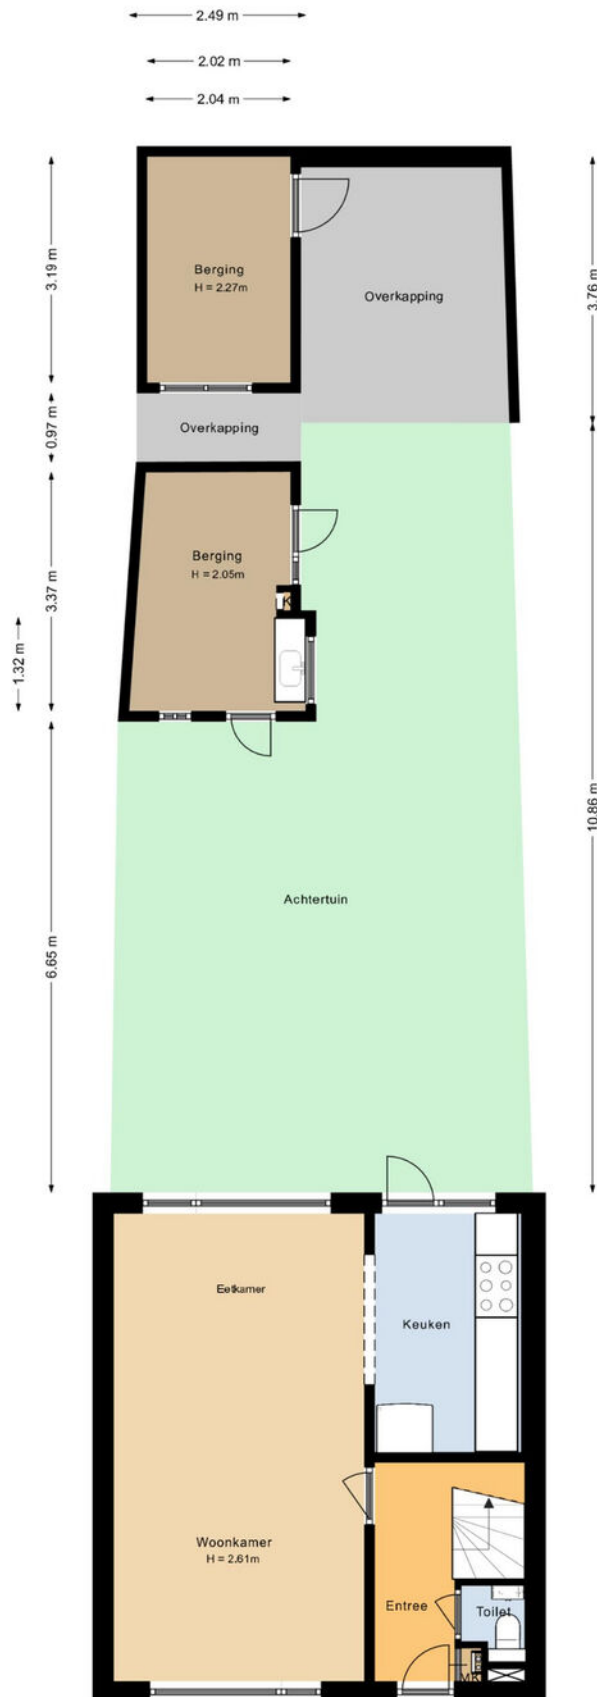 2.49 m
2.02 m
2.04 m
3.19 m
3.76 m
Berging
H = 2.27m
Overkapping
0.97 m
Overkapping
3.37 m
Berging
H = 2.05m
K
1.32 m
10.86 m
6.65 m
Achtertuin
Eetkamer
Keuken
Woonkamer
H = 2.61m
Entree
Toilet
MK